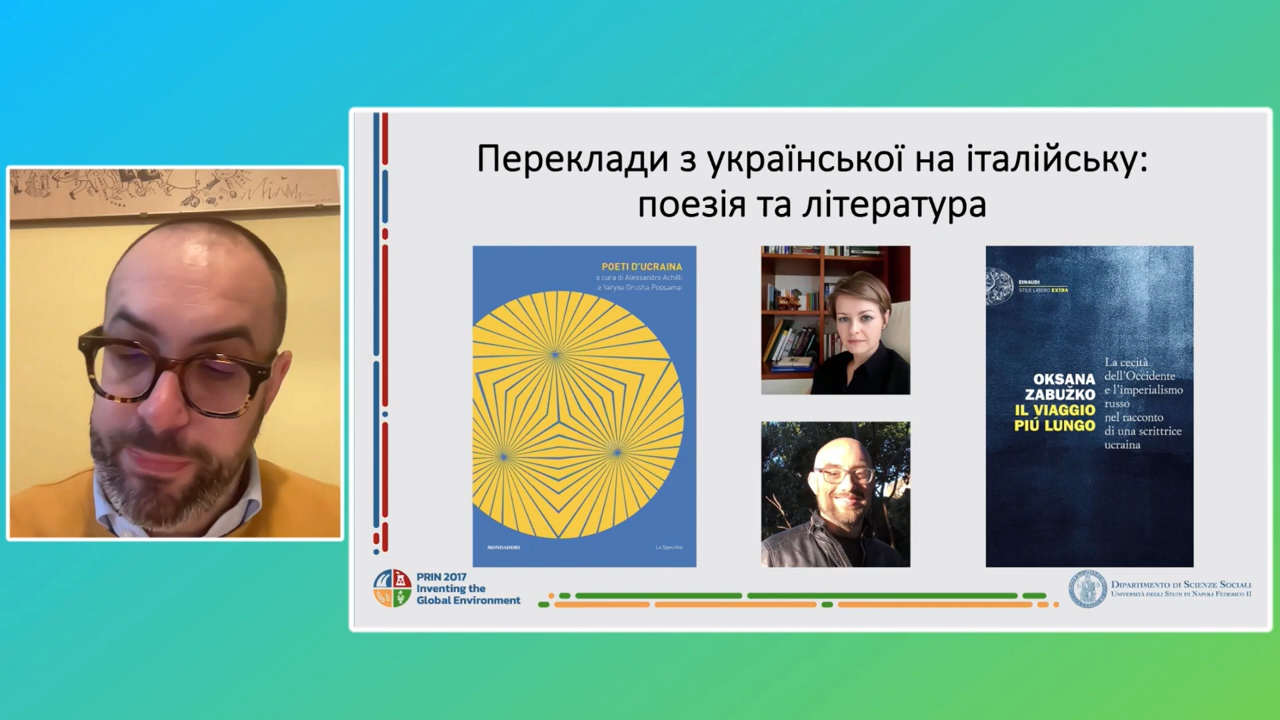 Переклади з української на італійську:
поезія та література
POETI D'UCRAINA
a cura di Alessandro Achilli
e Yaryna Grusha Possamai
MONDADORI
Lo Specchio
EINAUDI
STILE LIBERO EXTRA
OKSANA
ZABUŽKO
IL VIAGGIO
PIÚ LUNGO
La cecità
dell'Occidente
e l'imperialismo
russo
nel racconto
di una scrittrice
ucraina
PRIN 2017
Inventing the
Global Environment
Dipartimento di Scienze Sociali
Università degli Studi di Napoli Federico II